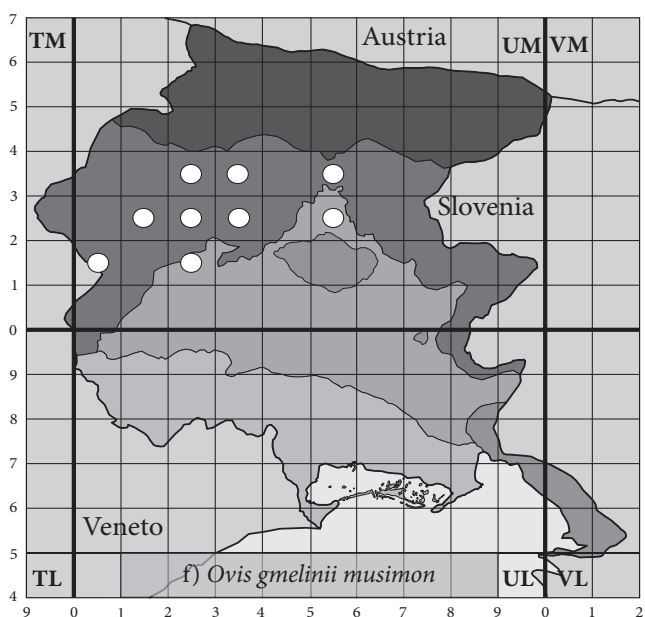 7
TM
Austria
UM
VM
6
5
4
3
Slovenia
2
1
0
9
8
7
6
Veneto
5
TL
f) Ovis gmelinii musimon
UL
VL
4
9 0 1 2 3 4 5 6 7 8 9 0 1 2